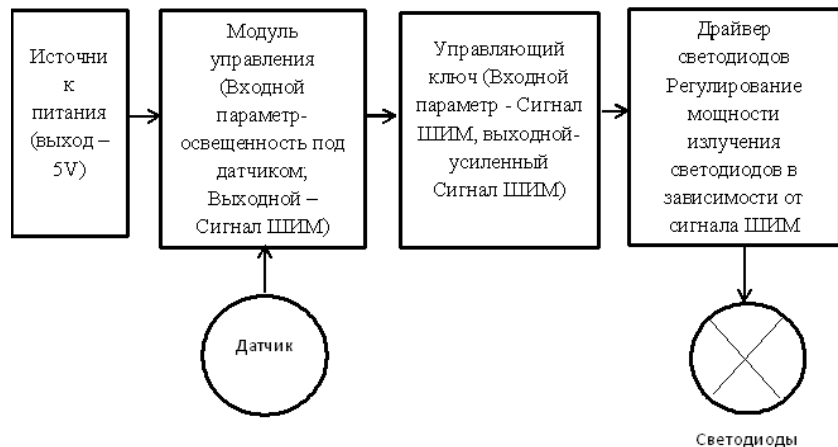 Источни
к
питания
(выход –
5V)
Модуль
управления
(Входной
параметр-
освещенность под
датчиком;
Выходной –
Сигнал ШИМ)
Управляющий
ключ (Входной
параметр - Сигнал
ШИМ, выходной-
усиленный
Сигнал ШИМ)
Драйвер
светодиодов
Регулирование
мощности
излучения
светодиодов в
зависимости от
сигнала ШИМ
Датчик
Светодиоды